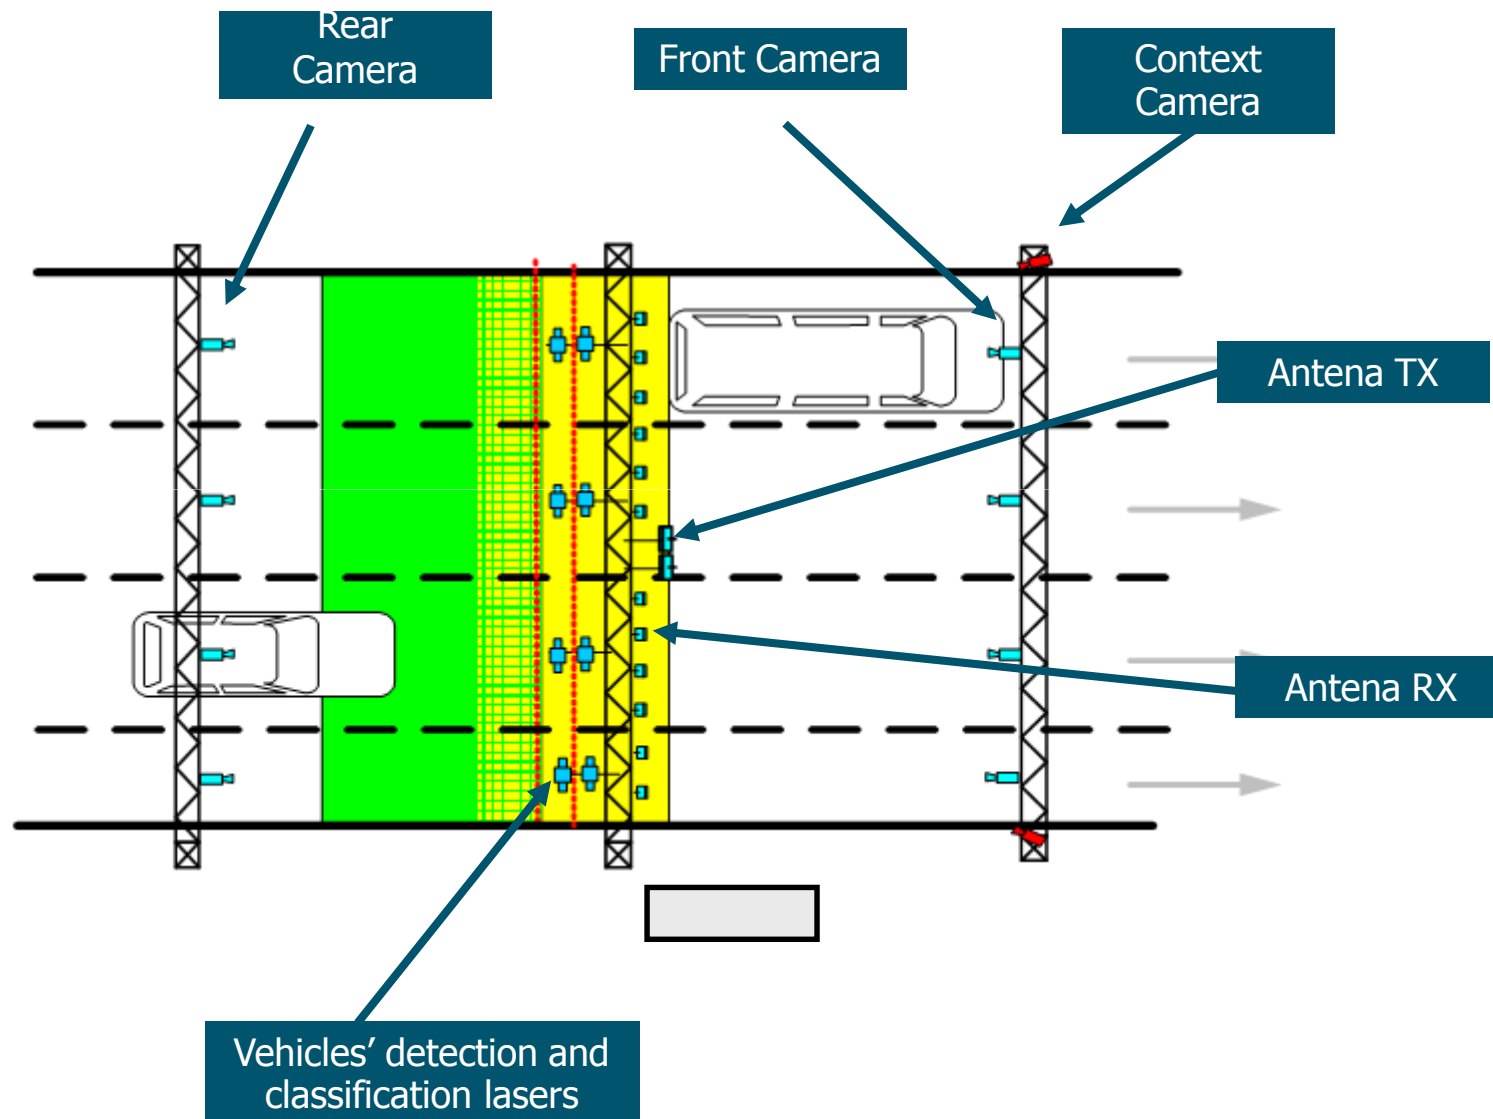 Rear
Camera
Front Camera
Context
Camera
Antena TX
Antena RX
Vehicles’ detection and
classification lasers